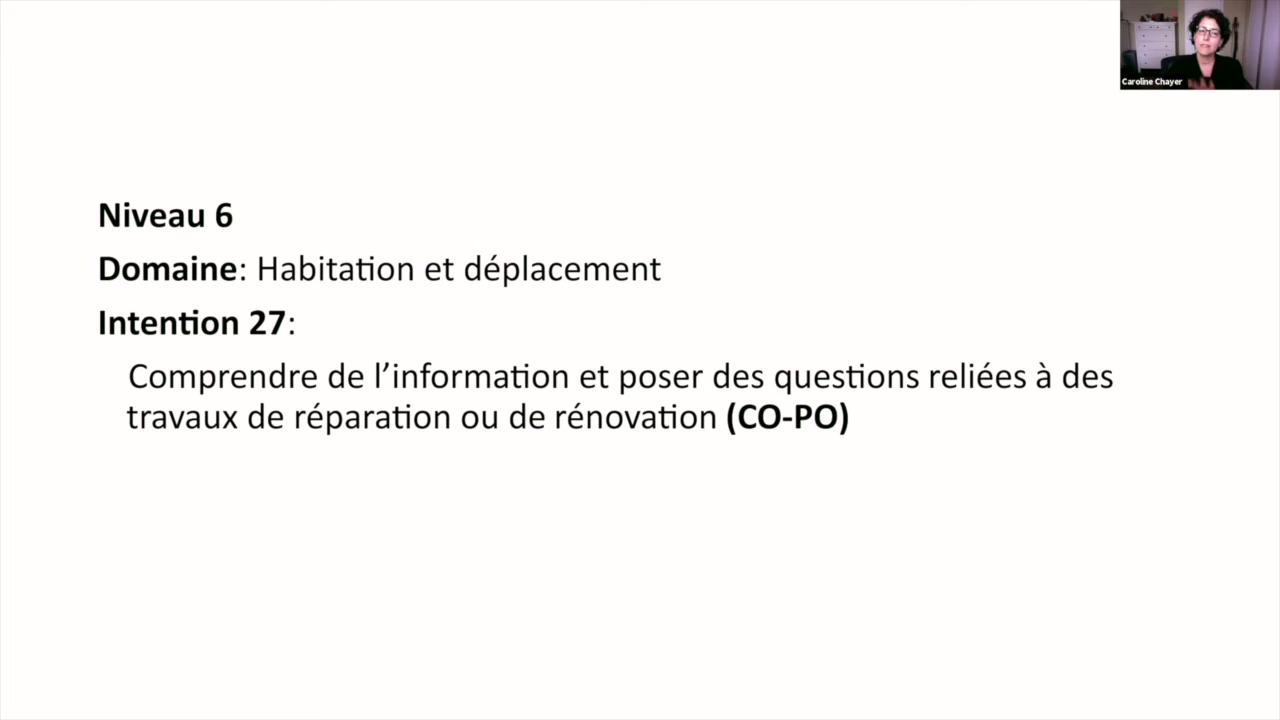 Caroline Chayer
Niveau 6
Domaine: Habitation et déplacement
Intention 27:
Comprendre de l’information et poser des questions reliées à des
travaux de réparation ou de rénovation (CO-PO)